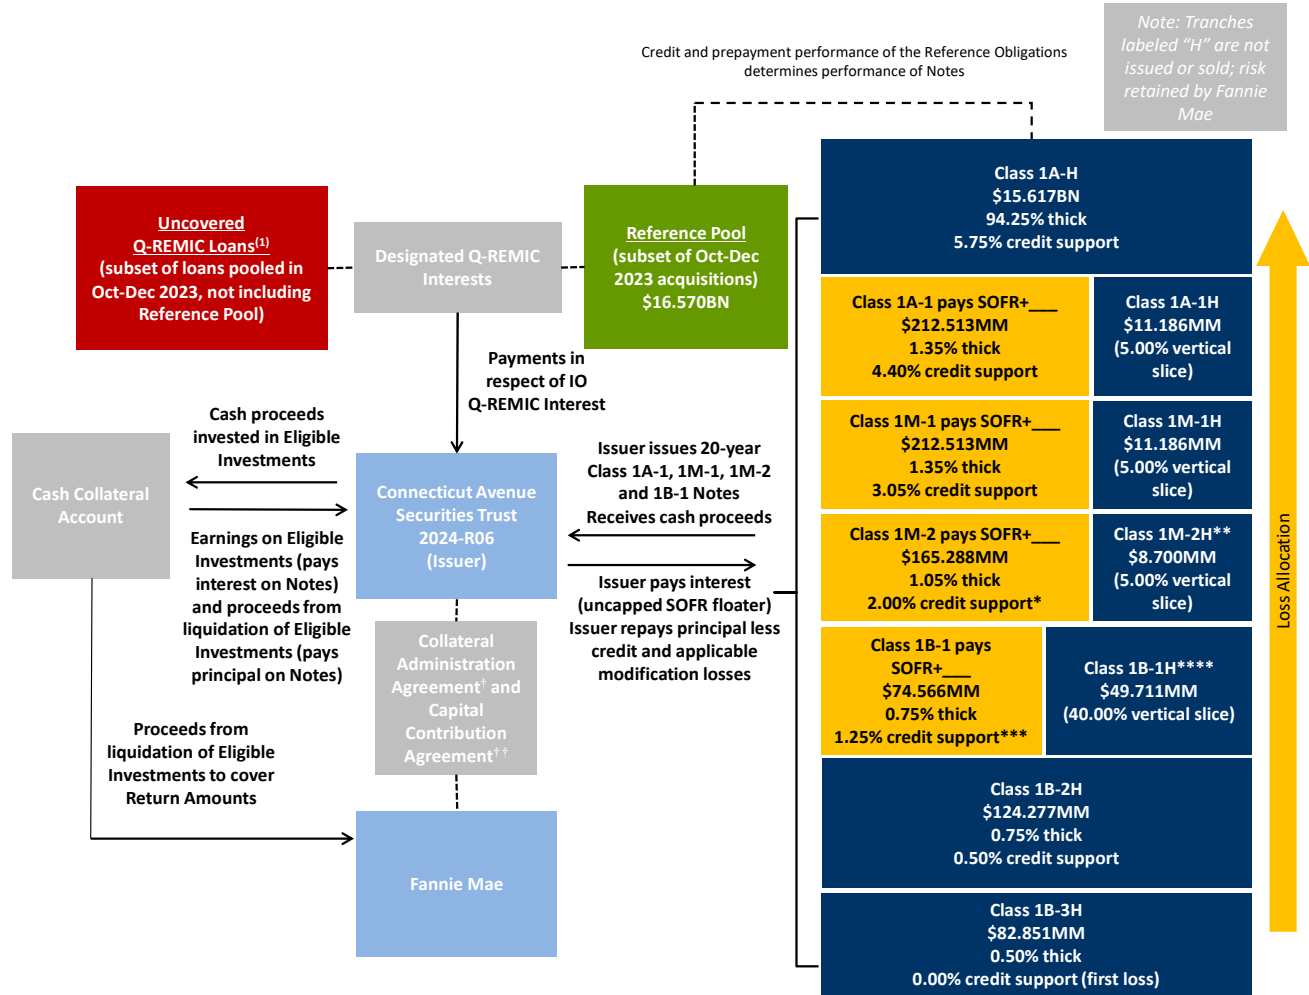 Credit and prepayment performance of the Reference Obligations
determines performance of Notes
Note: Tranches
labeled “H” are not
issued or sold; risk
retained by Fannie
Mae
Uncovered
Q-REMIC Loans(1)
(subset of loans pooled in
Oct-Dec 2023, not including
Reference Pool)
Designated Q-REMIC
Interests
Reference Pool
(subset of Oct-Dec
2023 acquisitions)
$16.570BN
Payments in
respect of IO
Q-REMIC Interest
Cash proceeds
invested in Eligible
Investments
Cash Collateral
Account
Earnings on Eligible
Investments (pays
interest on Notes)
and proceeds from
liquidation of Eligible
Investments (pays
principal on Notes)
Connecticut Avenue
Securities Trust
2024-R06
(Issuer)
Issuer issues 20-year
Class 1A-1, 1M-1, 1M-2
and 1B-1 Notes
Receives cash proceeds
Issuer pays interest
(uncapped SOFR floater)
Issuer repays principal less
credit and applicable
modification losses
Collateral
Administration
Agreement† and
Capital
Contribution
Agreement††
Proceeds from
liquidation of Eligible
Investments to cover
Return Amounts
Fannie Mae
Class 1A-H
$15.617BN
94.25% thick
5.75% credit support
Class 1A-1 pays SOFR+___
$212.513MM
1.35% thick
4.40% credit support
Class 1A-1H
$11.186MM
(5.00% vertical
slice)
Class 1M-1 pays SOFR+___
$212.513MM
1.35% thick
3.05% credit support
Class 1M-1H
$11.186MM
(5.00% vertical
slice)
Class 1M-2 pays SOFR+___
$165.288MM
1.05% thick
2.00% credit support*
Class 1M-2H**
$8.700MM
(5.00% vertical
slice)
Class 1B-1 pays
SOFR+___
$74.566MM
0.75% thick
1.25% credit support***
Class 1B-1H****
$49.711MM
(40.00% vertical slice)
Class 1B-2H
$124.277MM
0.75% thick
0.50% credit support
Class 1B-3H
$82.851MM
0.50% thick
0.00% credit support (first loss)
Loss Allocation